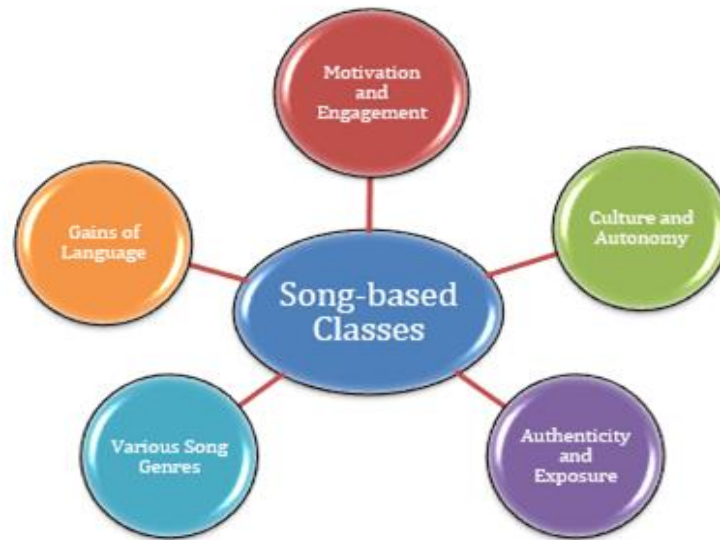 Motivation
and
Engagement
Culture and
Autonomy
Authenticity
and
Exposure
Various Song
Genres
Gains of
Language
Song-based
Classes